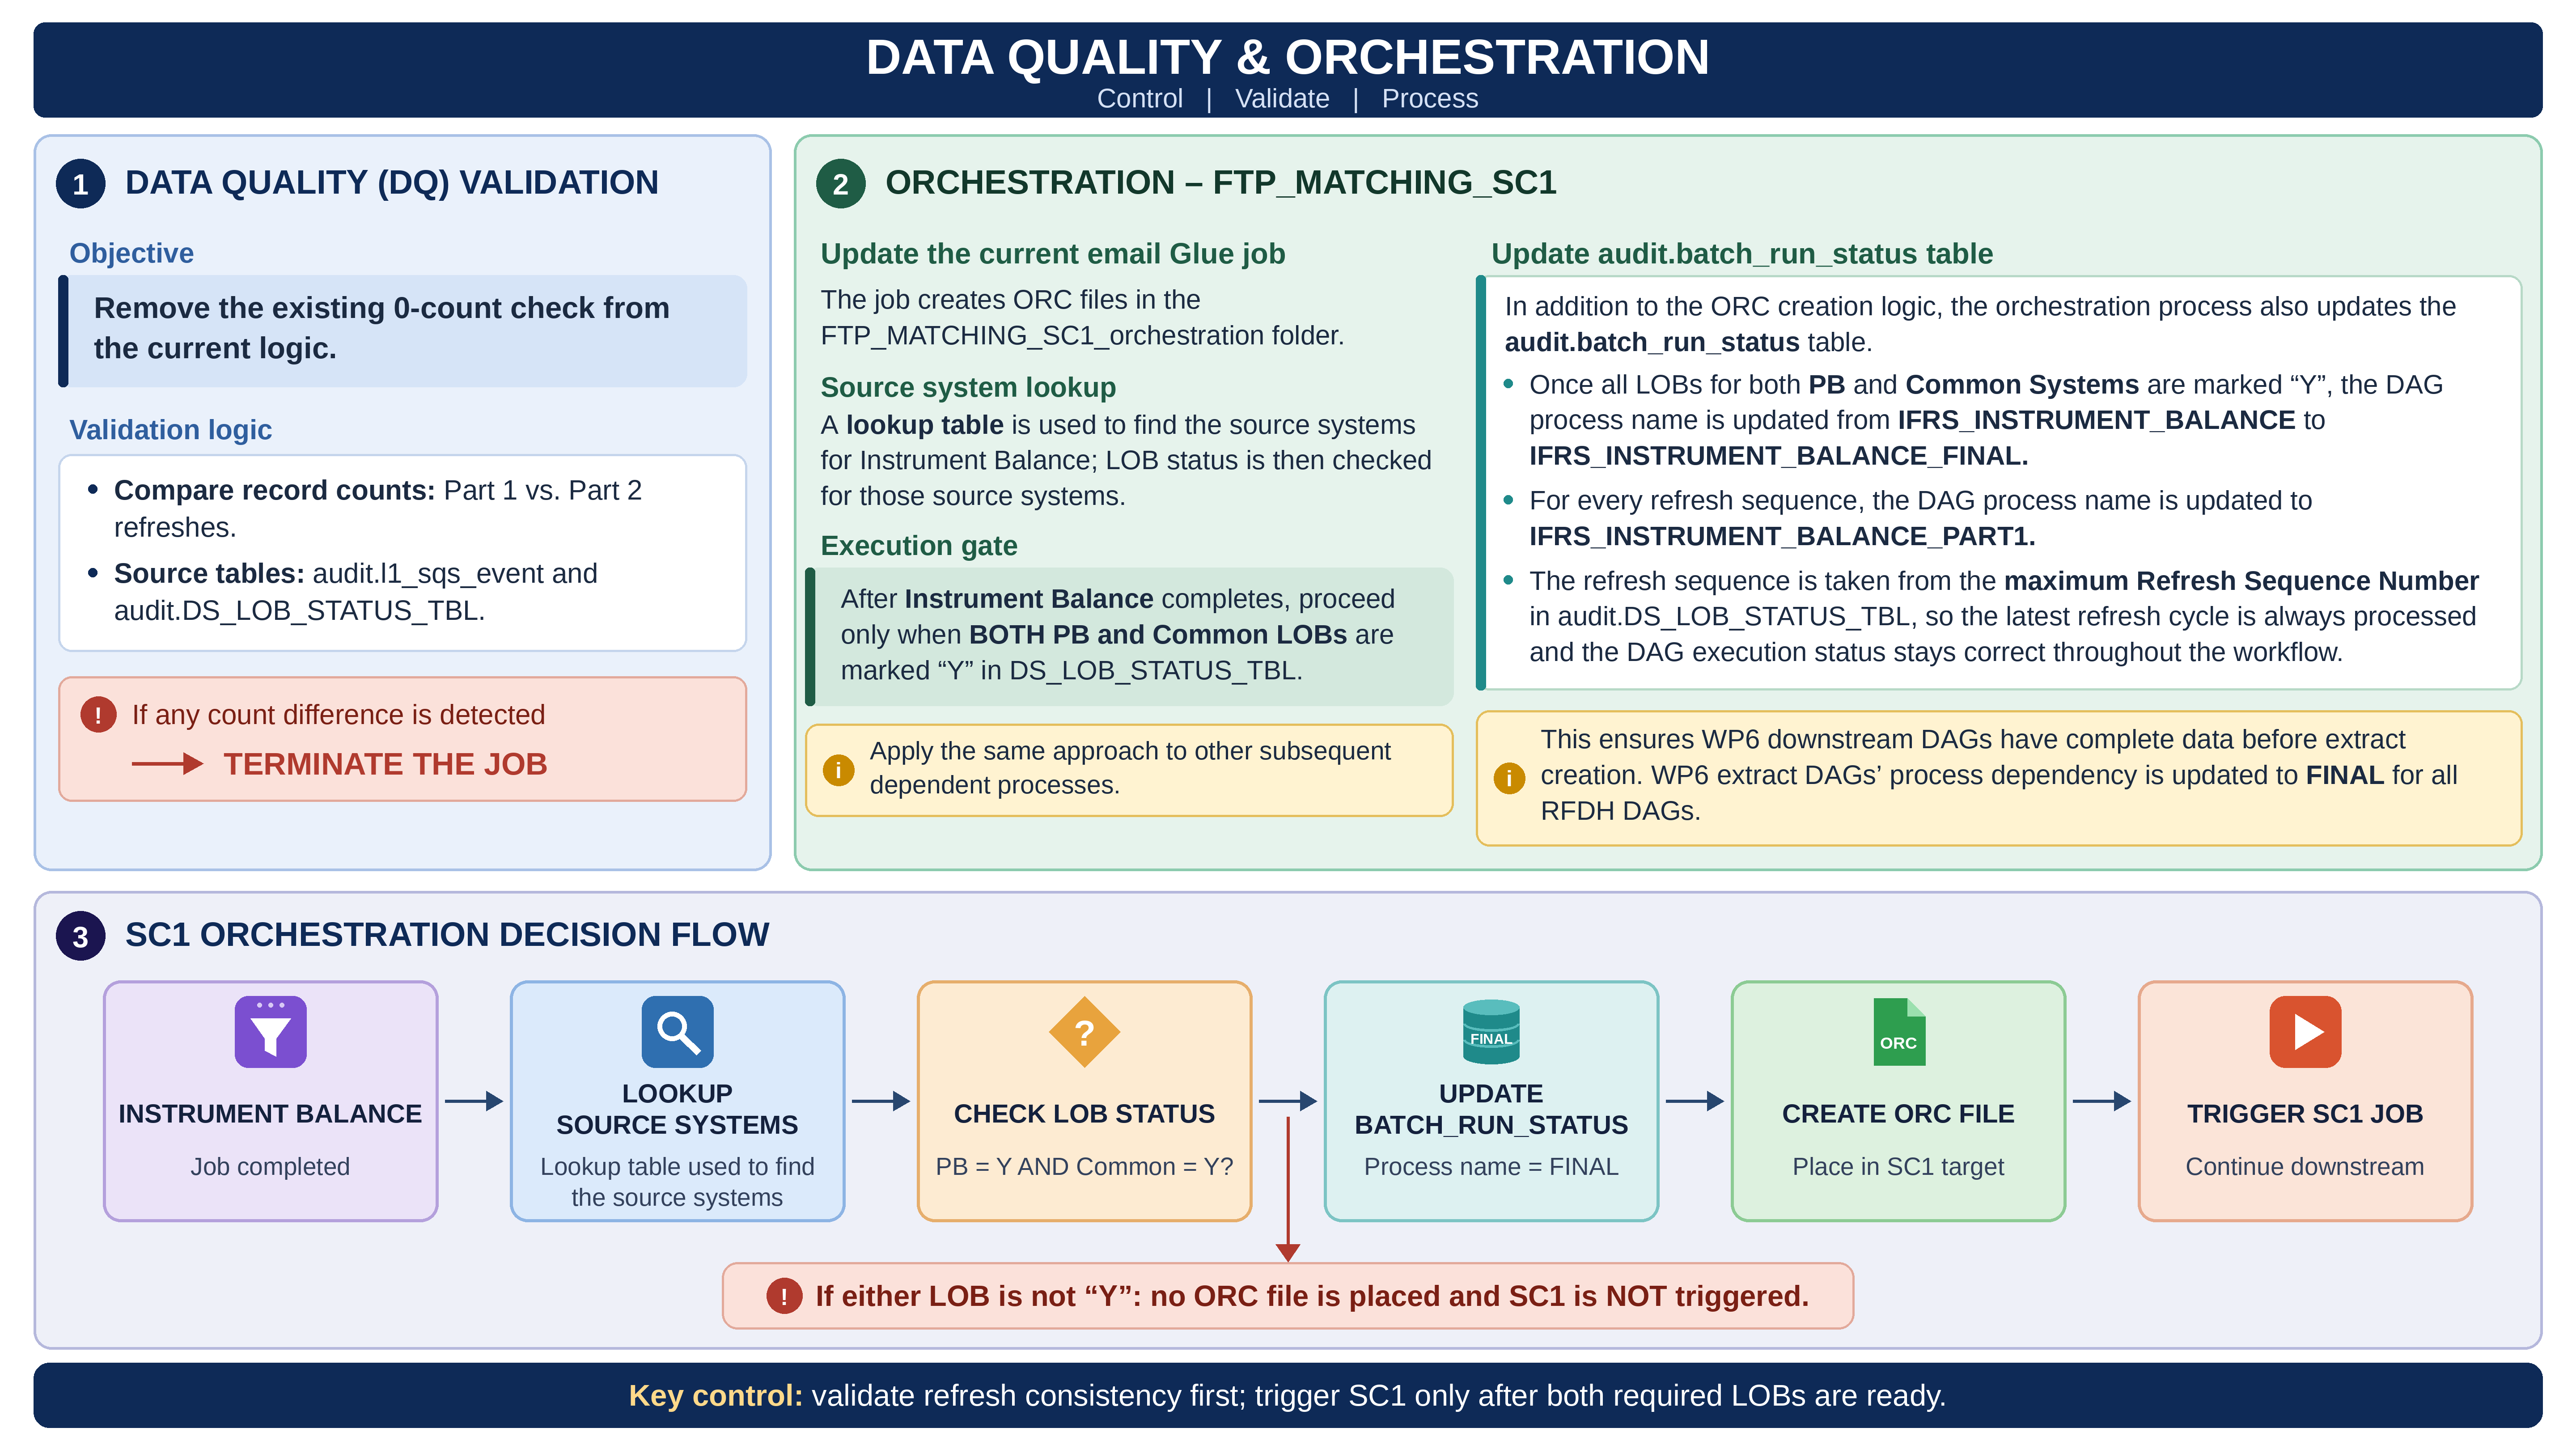 DATA QUALITY & ORCHESTRATION
Control | Validate | Process
1 DATA QUALITY (DQ) VALIDATION
Objective
Remove the existing 0-count check from
the current logic.
Validation logic
• Compare record counts: Part 1 vs. Part 2
refreshes.
• Source tables: audit.l1_sqs_event and
audit.DS_LOB_STATUS_TBL.
! If any count difference is detected
TERMINATE THE JOB
2 ORCHESTRATION – FTP_MATCHING_SC1
Update the current email Glue job
The job creates ORC files in the
FTP_MATCHING_SC1_orchestration folder.
Source system lookup
A lookup table is used to find the source systems
for Instrument Balance; LOB status is then checked
for those source systems.
Execution gate
After Instrument Balance completes, proceed
only when BOTH PB and Common LOBs are
marked “Y” in DS_LOB_STATUS_TBL.
i Apply the same approach to other subsequent
dependent processes.
Update audit.batch_run_status table
In addition to the ORC creation logic, the orchestration process also updates the
audit.batch_run_status table.
• Once all LOBs for both PB and Common Systems are marked “Y”, the DAG
process name is updated from IFRS_INSTRUMENT_BALANCE to
IFRS_INSTRUMENT_BALANCE_FINAL.
• For every refresh sequence, the DAG process name is updated to
IFRS_INSTRUMENT_BALANCE_PART1.
• The refresh sequence is taken from the maximum Refresh Sequence Number
in audit.DS_LOB_STATUS_TBL, so the latest refresh cycle is always processed
and the DAG execution status stays correct throughout the workflow.
This ensures WP6 downstream DAGs have complete data before extract
i creation. WP6 extract DAGs’ process dependency is updated to FINAL for all
RFDH DAGs.
3 SC1 ORCHESTRATION DECISION FLOW
INSTRUMENT BALANCE
Job completed
LOOKUP
SOURCE SYSTEMS
Lookup table used to find
the source systems
?
CHECK LOB STATUS
PB = Y AND Common = Y?
FINAL
UPDATE
BATCH_RUN_STATUS
Process name = FINAL
ORC
CREATE ORC FILE
Place in SC1 target
TRIGGER SC1 JOB
Continue downstream
! If either LOB is not “Y”: no ORC file is placed and SC1 is NOT triggered.
Key control: validate refresh consistency first; trigger SC1 only after both required LOBs are ready.